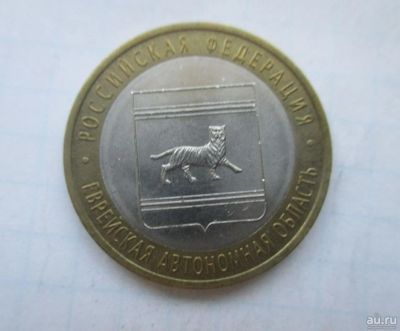 РОССИЙСКАЯ ФЕДЕРАЦИЯ
ЕВРЕЙСКАЯ АВТОНОМНАЯ ОБЛАСТЬ
au.ru